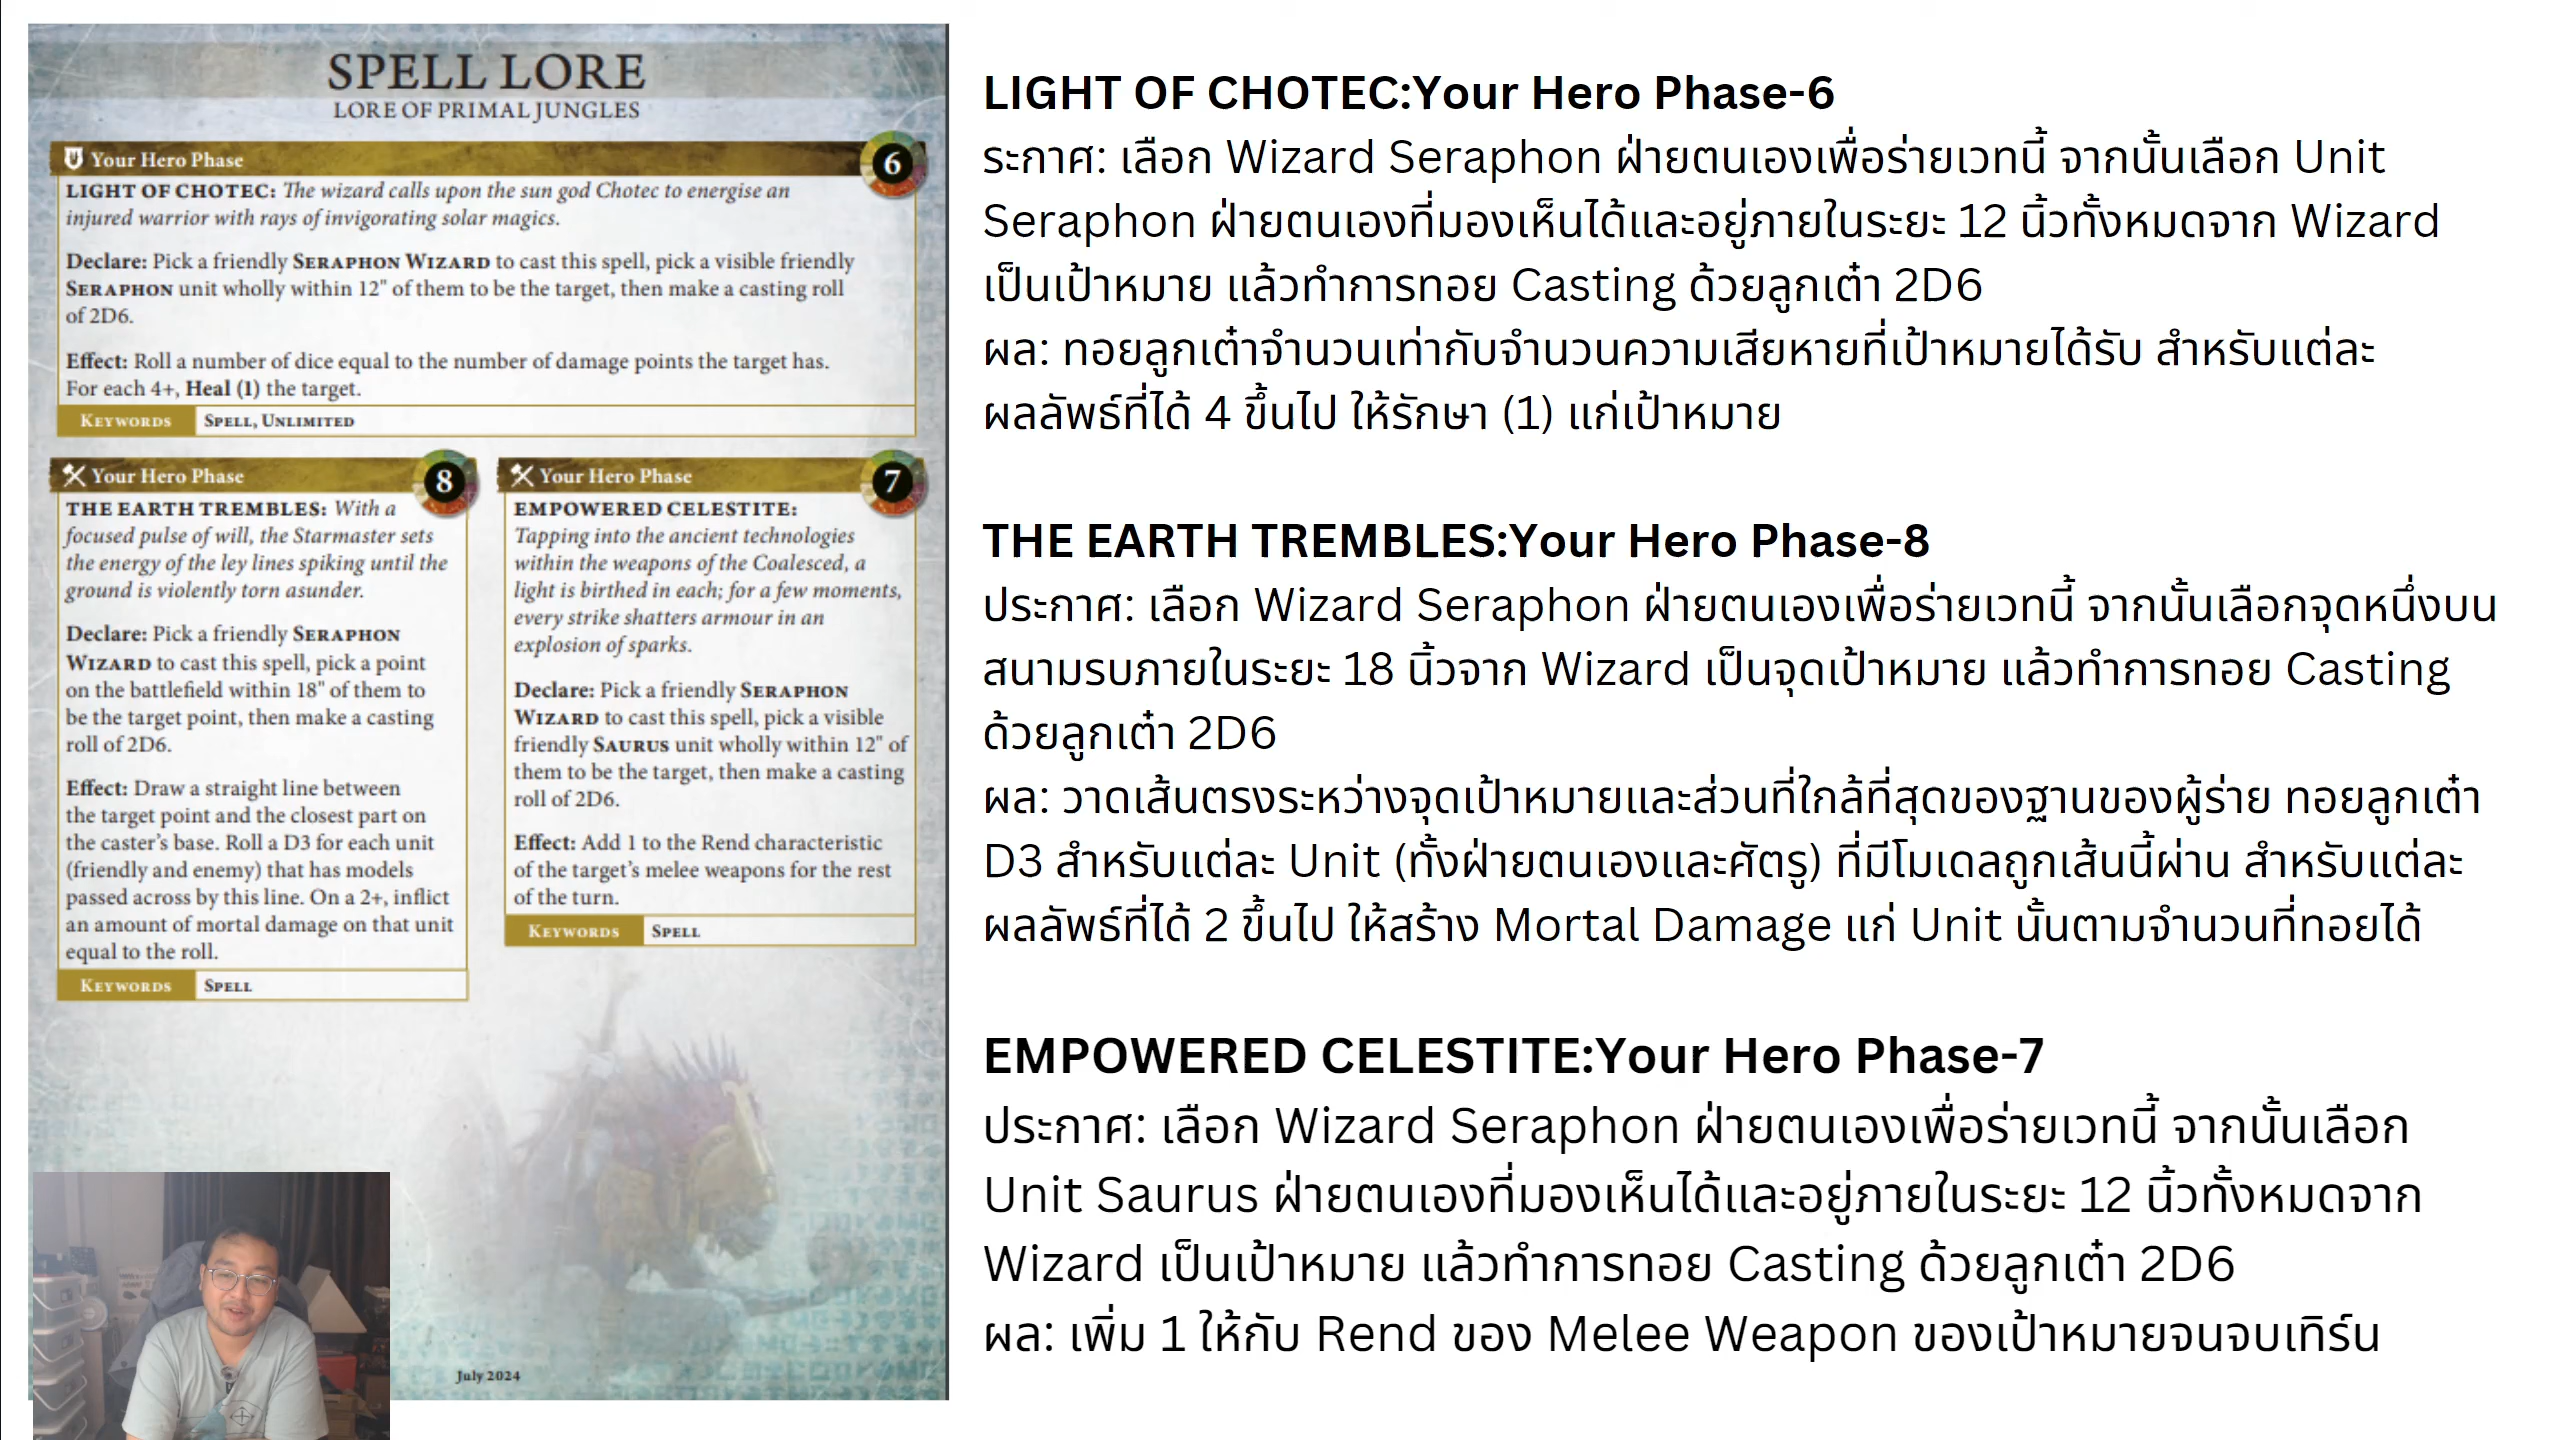 SPELL LORE
LORE OF PRIMAL JUNGLES
Your Hero Phase
6
LIGHT OF CHOTEC: The wizard calls upon the sun god Chotec to energise an
injured warrior with rays of invigorating solar magics.
Declare: Pick a friendly SERAPHON WIZARD to cast this spell, pick a visible friendly
SERAPHON unit wholly within 12" of them to be the target, then make a casting roll
of 2D6.
Effect: Roll a number of dice equal to the number of damage points the target has.
For each 4+, Heal (1) the target.
KEYWORDS SPELL, UNLIMITED
Your Hero Phase
8
THE EARTH TREMBLES: With a
focused pulse of will, the Starmaster sets
the energy of the ley lines spiking until the
ground is violently torn asunder.
Declare: Pick a friendly SERAPHON
WIZARD to cast this spell, pick a point
on the battlefield within 18" of them to
be the target point, then make a casting
roll of 2D6.
Effect: Draw a straight line between
the target point and the closest part on
the caster's base. Roll a D3 for each unit
(friendly and enemy) that has models
passed across by this line. On a 2+, inflict
an amount of mortal damage on that unit
equal to the roll.
KEYWORDS SPELL
Your Hero Phase
7
EMPOWERED CELESTITE:
Tapping into the ancient technologies
within the weapons of the Coalesced, a
light is birthed in each; for a few moments,
every strike shatters armour in an
explosion of sparks.
Declare: Pick a friendly SERAPHON
WIZARD to cast this spell, pick a visible
friendly SAURUS unit wholly within 12" of
them to be the target, then make a casting
roll of 2D6.
Effect: Add 1 to the Rend characteristic
of the target's melee weapons for the rest
of the turn.
KEYWORDS SPELL
July 2024
LIGHT OF CHOTEC:Your Hero Phase-6
ระกาศ: เลือก Wizard Seraphon ฝ่ายตนเองเพื่อร่ายเวทนี้ จากนั้นเลือก Unit
Seraphon ฝ่ายตนเองที่มองเห็นได้และอยู่ภายในระยะ 12 นิ้วทั้งหมดจาก Wizard
เป็นเป้าหมาย แล้วทำการทอย Casting ด้วยลูกเต๋า 2D6
ผล: ทอยลูกเต๋าจำนวนเท่ากับจำนวนความเสียหายที่เป้าหมายได้รับ สำหรับแต่ละ
ผลลัพธ์ที่ได้ 4 ขึ้นไป ให้รักษา (1) แก่เป้าหมาย
THE EARTH TREMBLES:Your Hero Phase-8
ประกาศ: เลือก Wizard Seraphon ฝ่ายตนเองเพื่อร่ายเวทนี้ จากนั้นเลือกจุดหนึ่งบน
สนามรบภายในระยะ 18 นิ้วจาก Wizard เป็นจุดเป้าหมาย แล้วทำการทอย Casting
ด้วยลูกเต๋า 2D6
ผล: วาดเส้นตรงระหว่างจุดเป้าหมายและส่วนที่ใกล้ที่สุดของฐานของผู้ร่าย ทอยลูกเต๋า
D3 สำหรับแต่ละ Unit (ทั้งฝ่ายตนเองและศัตรู) ที่มีโมเดลถูกเส้นนี้ผ่าน สำหรับแต่ละ
ผลลัพธ์ที่ได้ 2 ขึ้นไป ให้สร้าง Mortal Damage แก่ Unit นั้นตามจำนวนที่ทอยได้
EMPOWERED CELESTITE:Your Hero Phase-7
ประกาศ: เลือก Wizard Seraphon ฝ่ายตนเองเพื่อร่ายเวทนี้ จากนั้นเลือก
Unit Saurus ฝ่ายตนเองที่มองเห็นได้และอยู่ภายในระยะ 12 นิ้วทั้งหมดจาก
Wizard เป็นเป้าหมาย แล้วทำการทอย Casting ด้วยลูกเต๋า 2D6
ผล: เพิ่ม 1 ให้กับ Rend ของ Melee Weapon ของเป้าหมายจนจบเทิร์น